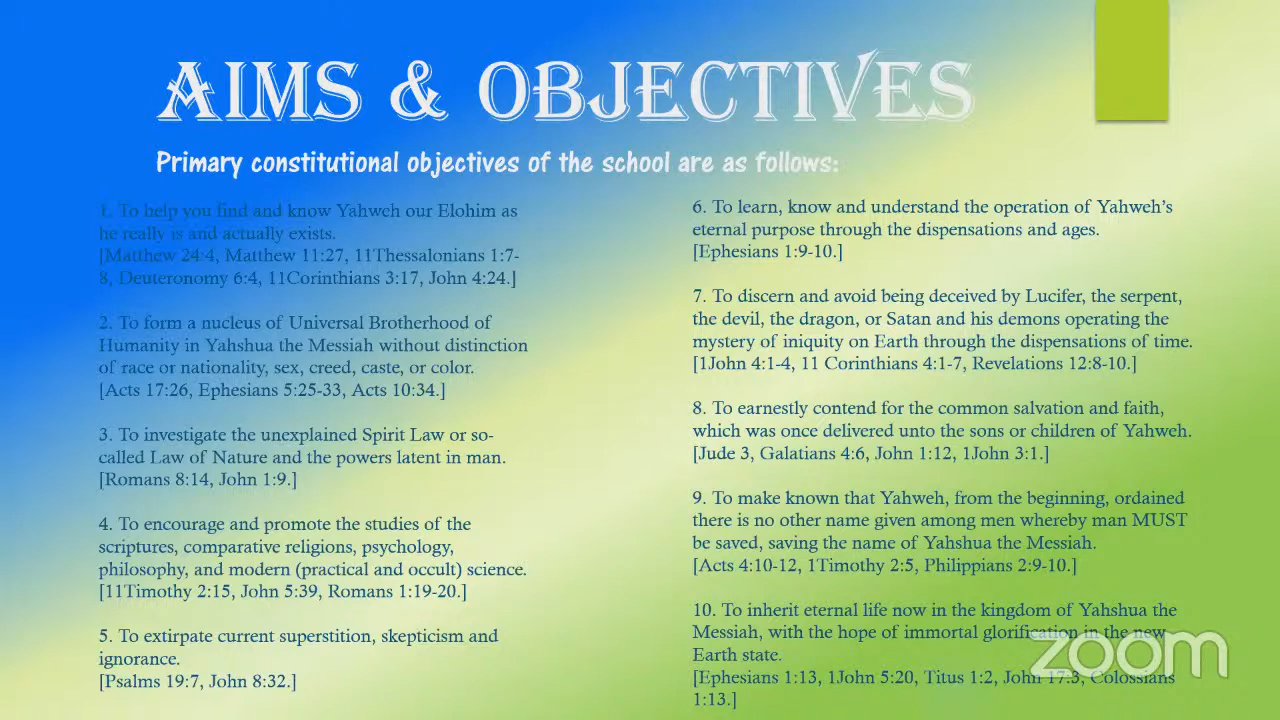 AIMS & OBJECTIVES
Primary constitutional objectives of the school are as follows:
1. To help you find and know Yahweh our Elohim as
he really is and actually exists.
[Matthew 24:4, Matthew 11:27, 11Thessalonians 1:7-
8, Deuteronomy 6:4, 11Corinthians 3:17, John 4:24.]
2. To form a nucleus of Universal Brotherhood of
Humanity in Yahshua the Messiah without distinction
of race or nationality, sex, creed, caste, or color.
[Acts 17:26, Ephesians 5:25-33, Acts 10:34.]
3. To investigate the unexplained Spirit Law or so-
called Law of Nature and the powers latent in man.
[Romans 8:14, John 1:9.]
4. To encourage and promote the studies of the
scriptures, comparative religions, psychology,
philosophy, and modern (practical and occult) science.
[11Timothy 2:15, John 5:39, Romans 1:19-20.]
5. To extirpate current superstition, skepticism and
ignorance.
[Psalms 19:7, John 8:32.]
6. To learn, know and understand the operation of Yahweh's
eternal purpose through the dispensations and ages.
[Ephesians 1:9-10.]
7. To discern and avoid being deceived by Lucifer, the serpent,
the devil, the dragon, or Satan and his demons operating the
mystery of iniquity on Earth through the dispensations of time.
[1John 4:1-4, 11 Corinthians 4:1-7, Revelations 12:8-10.]
8. To earnestly contend for the common salvation and faith,
which was once delivered unto the sons or children of Yahweh.
[Jude 3, Galatians 4:6, John 1:12, 1John 3:1.]
9. To make known that Yahweh, from the beginning, ordained
there is no other name given among men whereby man MUST
be saved, saving the name of Yahshua the Messiah.
[Acts 4:10-12, 1Timothy 2:5, Philippians 2:9-10.]
10. To inherit eternal life now in the kingdom of Yahshua the
Messiah, with the hope of immortal glorification in the new
Earth state.
[Ephesians 1:13, 1John 5:20, Titus 1:2, John 17:3, Colossians
1:13.]
zoom